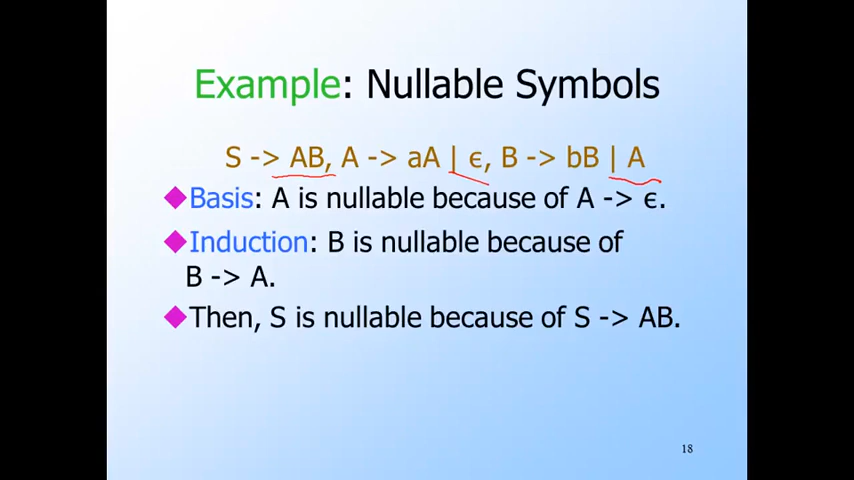 Example: Nullable Symbols
S -> AB, A -> aA | ϵ, B -> bB | A
◆Basis: A is nullable because of A -> ϵ.
◆Induction: B is nullable because of
B -> A.
◆Then, S is nullable because of S -> AB.
18